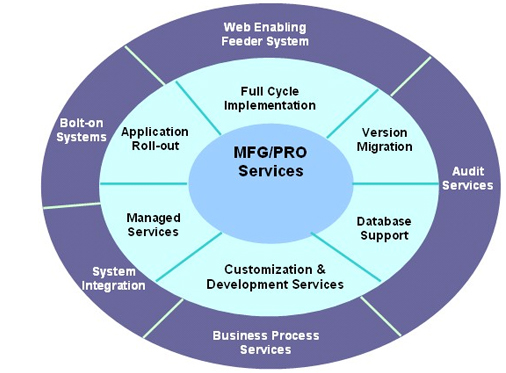 Web Enabling
Feeder System
Full Cycle
Implementation
Bolt-on
Systems
Application
Roll-out
Version
Migration
MFG/PRO
Services
Audit
Services
Managed
Services
Database
Support
System
Integration
Customization &
Development Services
Business Process
Services